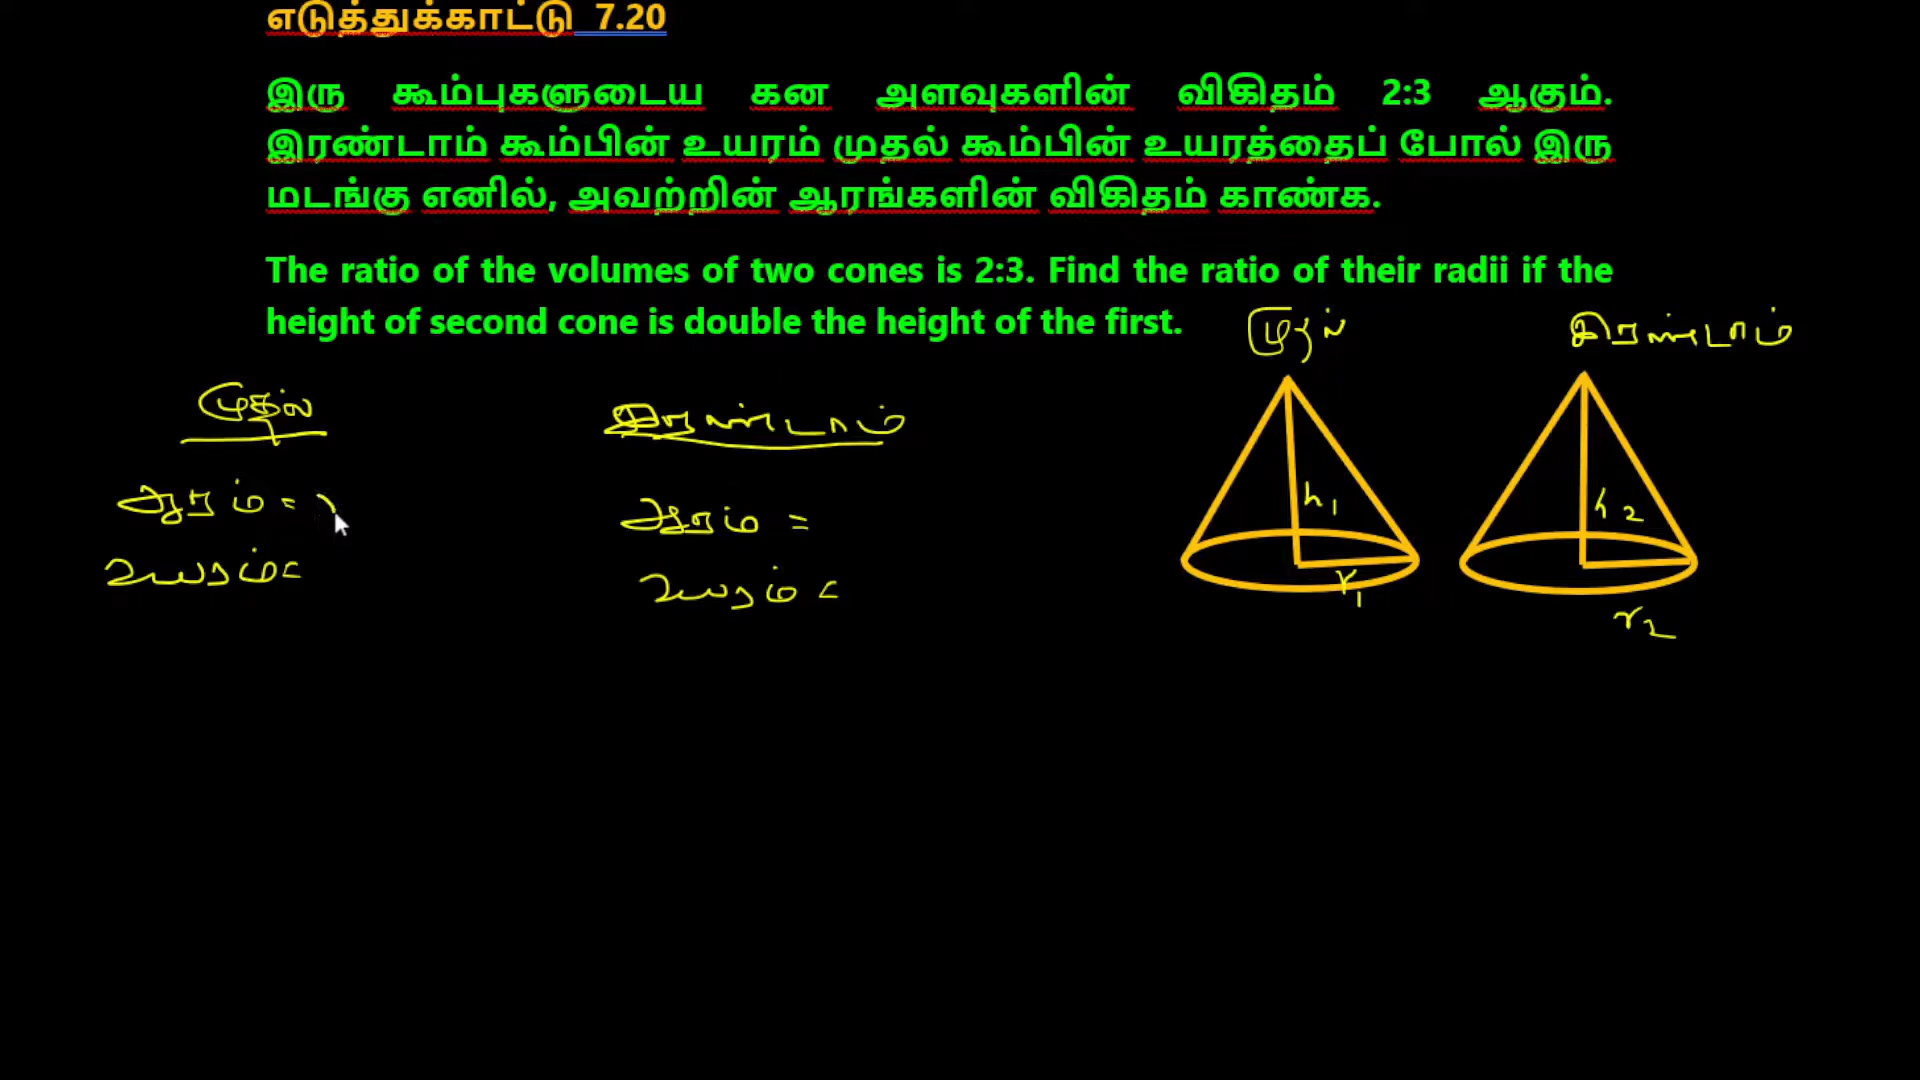 எடுத்துக்காட்டு 7.20
இரு கூம்புகளுடைய கன அளவுகளின் விகிதம் 2:3 ஆகும்.
இரண்டாம் கூம்பின் உயரம் முதல் கூம்பின் உயரத்தைப் போல் இரு
மடங்கு எனில், அவற்றின் ஆரங்களின் விகிதம் காண்க.
The ratio of the volumes of two cones is 2:3. Find the ratio of their radii if the
height of second cone is double the height of the first.
முதல் இரண்டாம்
முதல் இரண்டாம்
ஆரம் = ஆரம் =
உயரம் = உயரம் =
h1 h2
r1 r2